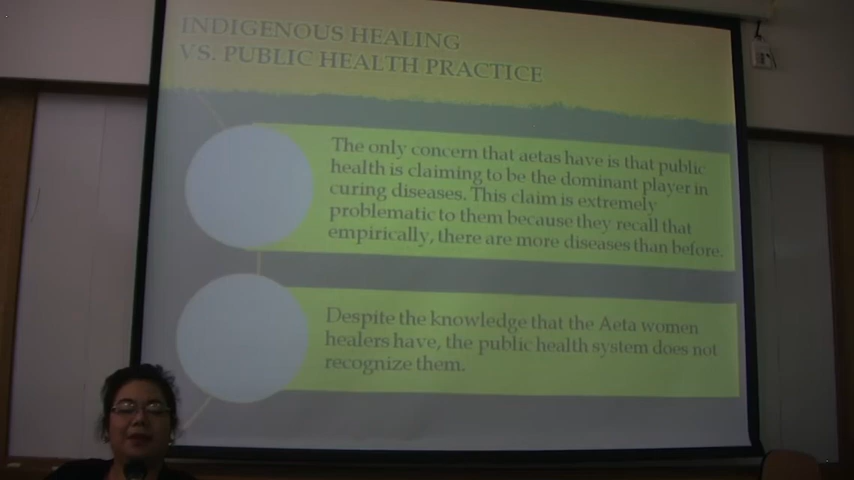 INDIGENOUS HEALING
VS. PUBLIC HEALTH PRACTICE
The only concern that aetas have is that public
health is claiming to be the dominant player in
curing diseases. This claim is extremely
problematic to them because they recall that
empirically, there are more diseases than before.
Despite the knowledge that the Aeta women
healers have, the public health system does not
recognize them.